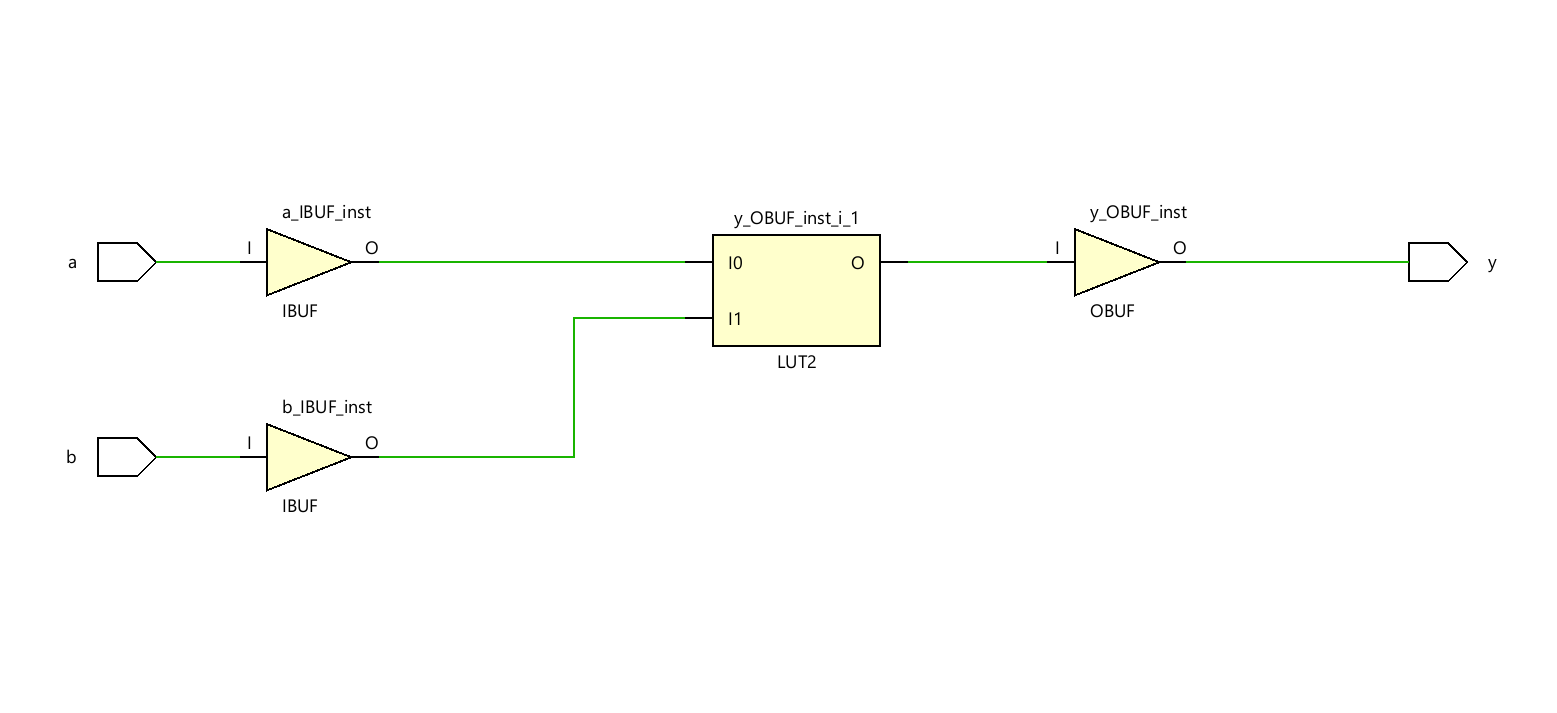 a_IBUF_inst
y_OBUF_inst_i_1
y_OBUF_inst
a
I
O
I0
O
I
O
y
IBUF
I1
OBUF
LUT2
b_IBUF_inst
b
I
O
IBUF